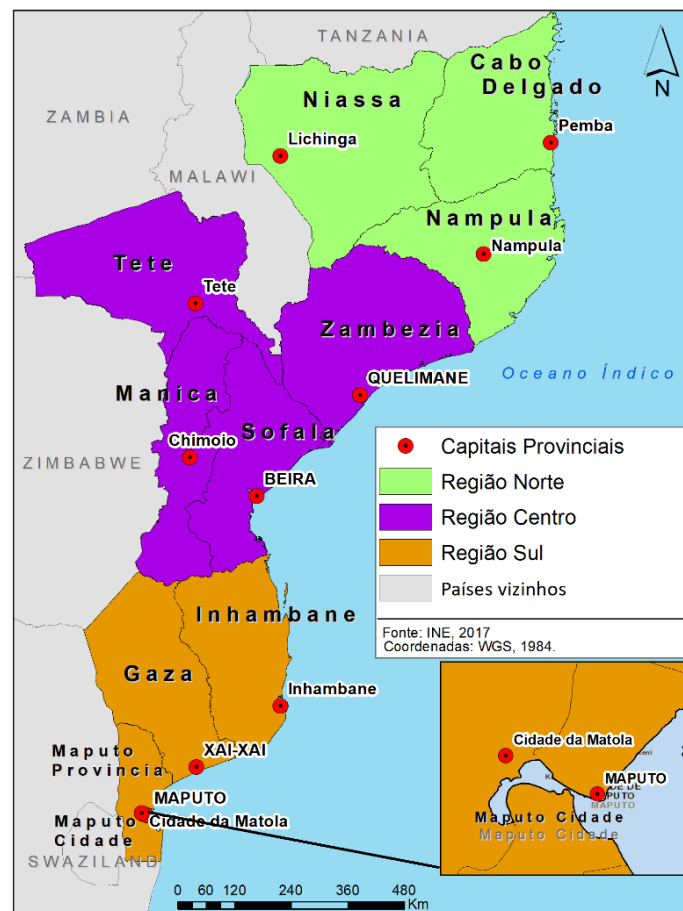 TANZANIA
Cabo
Delgado
N
Niassa
ZAMBIA
Pemba
Lichinga
MALAWI
Nampula
Nampula
Tete
Tete
Zambezia
Oceano Índico
QUELIMANE
Manica
Sofala
Chimoio
ZIMBABWE
BEIRA
Capitais Provinciais
Região Norte
Região Centro
Região Sul
Países vizinhos
Fonte: INE, 2017
Coordenadas: WGS, 1984.
Inhambane
Gaza
Inhambane
XAI-XAI
Maputo
Provincia
MAPUTO
Cidade da Matola
Maputo
Cidade
SWAZILAND
Cidade da Matola
MAPUTO
MAPUTO
Maputo Cidade
Maputo Cidade
0 60 120 240 360 480
Km